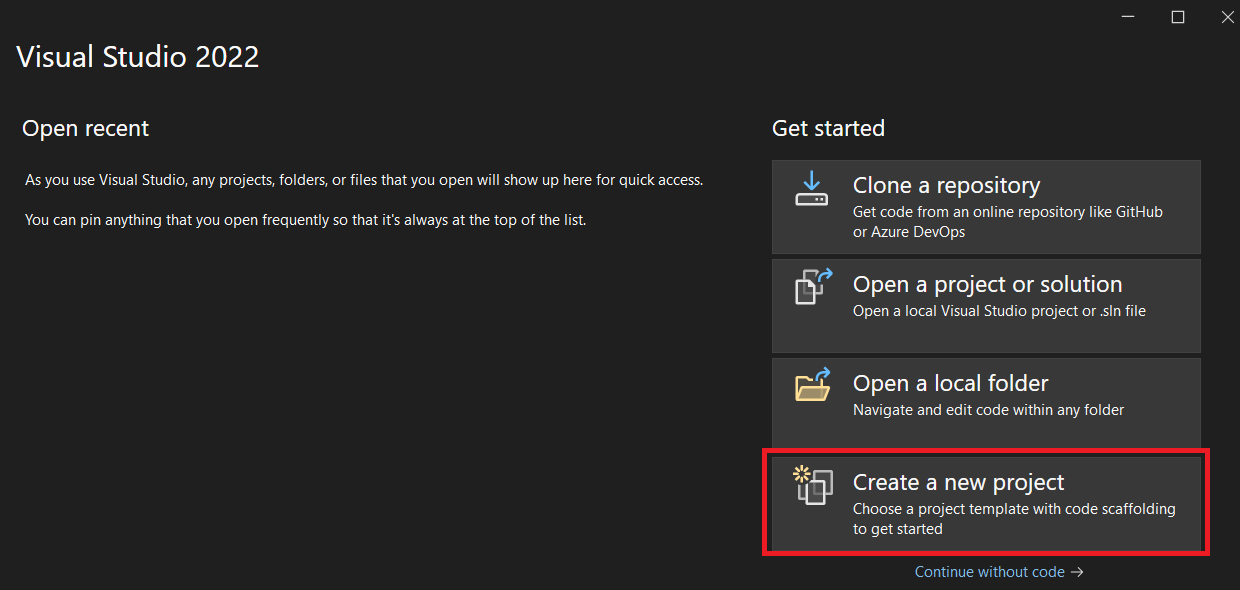 Visual Studio 2022
Open recent
As you use Visual Studio, any projects, folders, or files that you open will show up here for quick access.
You can pin anything that you open frequently so that it's always at the top of the list.
Get started
Clone a repository
Get code from an online repository like GitHub
or Azure DevOps
Open a project or solution
Open a local Visual Studio project or .sln file
Open a local folder
Navigate and edit code within any folder
Create a new project
Choose a project template with code scaffolding
to get started
Continue without code →